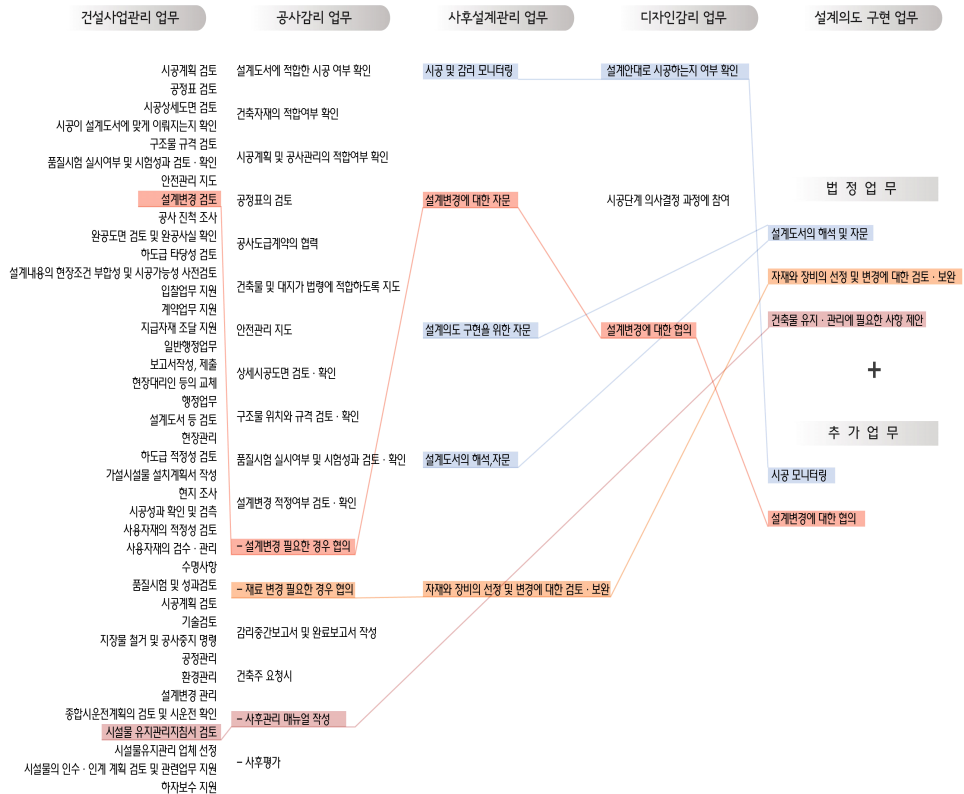 건설사업관리 업무
시공계획 검토
공정표 검토
시공상세도면 검토
시공이 설계도서에 맞게 이뤄지는지 확인
구조물 규격 검토
품질시험 실시여부 및 시험성과 검토 · 확인
안전관리 지도
설계변경 검토
공사 진척 조사
완공도면 검토 및 완공사실 확인
하도급 타당성 검토
설계내용의 현장조건 부합성 및 시공가능성 사전검토
입찰업무 지원
계약업무 지원
지급자재 조달 지원
일반행정업무
보고서작성, 제출
현장대리인 등의 교체
행정업무
설계도서 등 검토
현장관리
하도급 적정성 검토
가설시설물 설치계획서 작성
현지 조사
시공성과 확인 및 검측
사용자재의 적정성 검토
사용자재의 검수 · 관리
수명사항
품질시험 및 성과검토
시공계획 검토
기술검토
지장물 철거 및 공사중지 명령
공정관리
환경관리
설계변경 관리
종합시운전계획의 검토 및 시운전 확인
시설물 유지관리지침서 검토
시설물유지관리 업체 선정
시설물의 인수 · 인계 계획 검토 및 관련업무 지원
하자보수 지원
공사감리 업무
설계도서에 적합한 시공 여부 확인
건축자재의 적합여부 확인
시공계획 및 공사관리의 적합여부 확인
공정표의 검토
공사도급계약의 협력
건축물 및 대지가 법령에 적합하도록 지도
안전관리 지도
상세시공도면 검토 · 확인
구조물 위치와 규격 검토 · 확인
품질시험 실시여부 및 시험성과 검토 · 확인
설계변경 적정여부 검토 · 확인
– 설계변경 필요한 경우 협의
– 재료 변경 필요한 경우 협의
감리중간보고서 및 완료보고서 작성
건축주 요청시
– 사후관리 매뉴얼 작성
– 사후평가
사후설계관리 업무
시공 및 감리 모니터링
설계변경에 대한 자문
설계의도 구현을 위한 자문
설계도서의 해석,자문
자재와 장비의 선정 및 변경에 대한 검토 · 보완
디자인감리 업무
설계안대로 시공하는지 여부 확인
시공단계 의사결정 과정에 참여
설계변경에 대한 협의
설계의도 구현 업무
법 정 업 무
설계도서의 해석 및 자문
자재와 장비의 선정 및 변경에 대한 검토 · 보완
건축물 유지 · 관리에 필요한 사항 제안
+
추 가 업 무
시공 모니터링
설계변경에 대한 협의